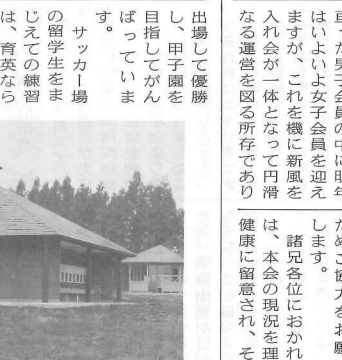 った男子会員の中に明年
はいよいよ女子会員を迎え
ますが、これを機に新風を
入れ会が一体となって円滑
なる運営を図る所存であり
ためご協力をお願
します。
諸兄各位におかれ
は、本会の現況を理
健康に留意され、そ
出場して優勝
し、甲子園を
目指してがん
ばっていま
す。
サッカー場
の留学生をま
じえての練習
は、育英なら